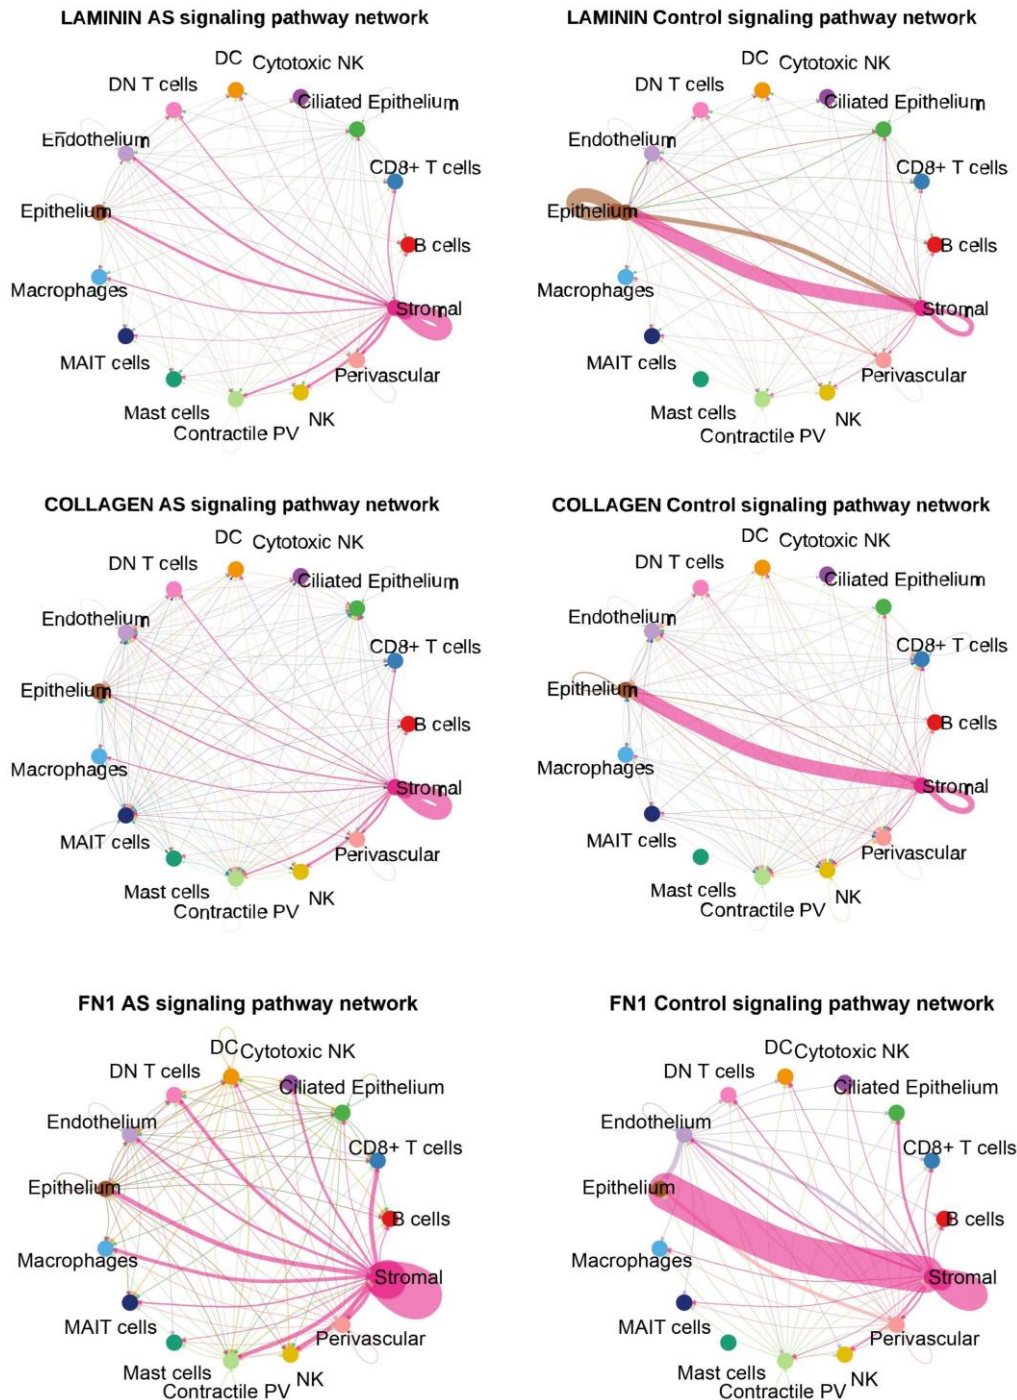 LAMININ AS signaling pathway network
DC
Cytotoxic NK
DN T cells
Ciliated Epithelium
Endothelium
CD8+ T cells
Epithelium
B cells
Macrophages
Stromal
MAIT cells
Perivascular
Mast cells
NK
Contractile PV
LAMININ Control signaling pathway network
DC
Cytotoxic NK
DN T cells
Ciliated Epithelium
Endothelium
CD8+ T cells
Epithelium
B cells
Macrophages
Stromal
MAIT cells
Perivascular
Mast cells
NK
Contractile PV
COLLAGEN AS signaling pathway network
DC
Cytotoxic NK
DN T cells
Ciliated Epithelium
Endothelium
CD8+ T cells
Epithelium
B cells
Macrophages
Stromal
MAIT cells
Perivascular
Mast cells
NK
Contractile PV
COLLAGEN Control signaling pathway network
DC
Cytotoxic NK
DN T cells
Ciliated Epithelium
Endothelium
CD8+ T cells
Epithelium
B cells
Macrophages
Stromal
MAIT cells
Perivascular
Mast cells
NK
Contractile PV
FN1 AS signaling pathway network
DC
Cytotoxic NK
DN T cells
Ciliated Epithelium
Endothelium
CD8+ T cells
Epithelium
B cells
Macrophages
Stromal
MAIT cells
Perivascular
Mast cells
NK
Contractile PV
FN1 Control signaling pathway network
DC
Cytotoxic NK
DN T cells
Ciliated Epithelium
Endothelium
CD8+ T cells
Epithelium
B cells
Macrophages
Stromal
MAIT cells
Perivascular
Mast cells
NK
Contractile PV